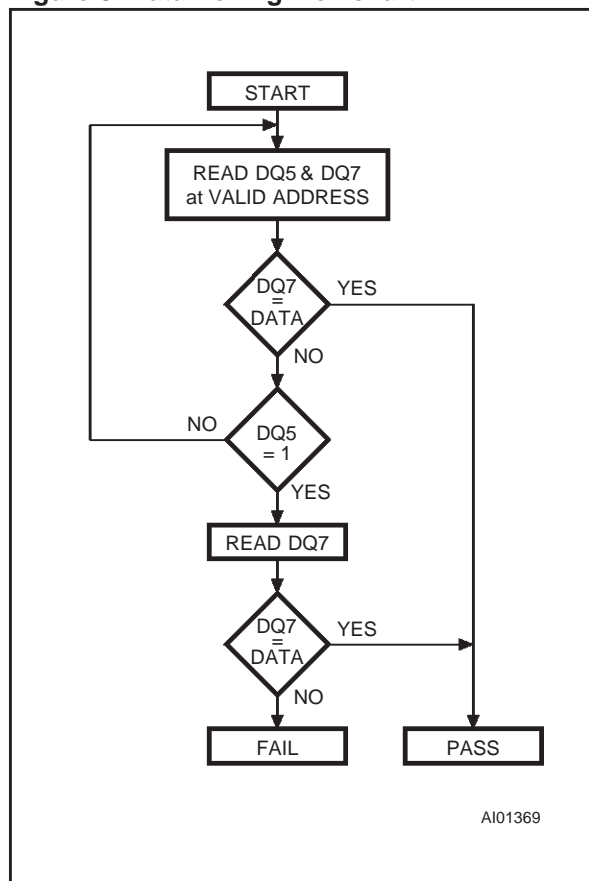 START
READ DQ5 & DQ7
at VALID ADDRESS
DQ7
=
DATA
YES
NO
NO
DQ5
= 1
YES
READ DQ7
DQ7
=
DATA
YES
NO
FAIL
PASS
AI01369